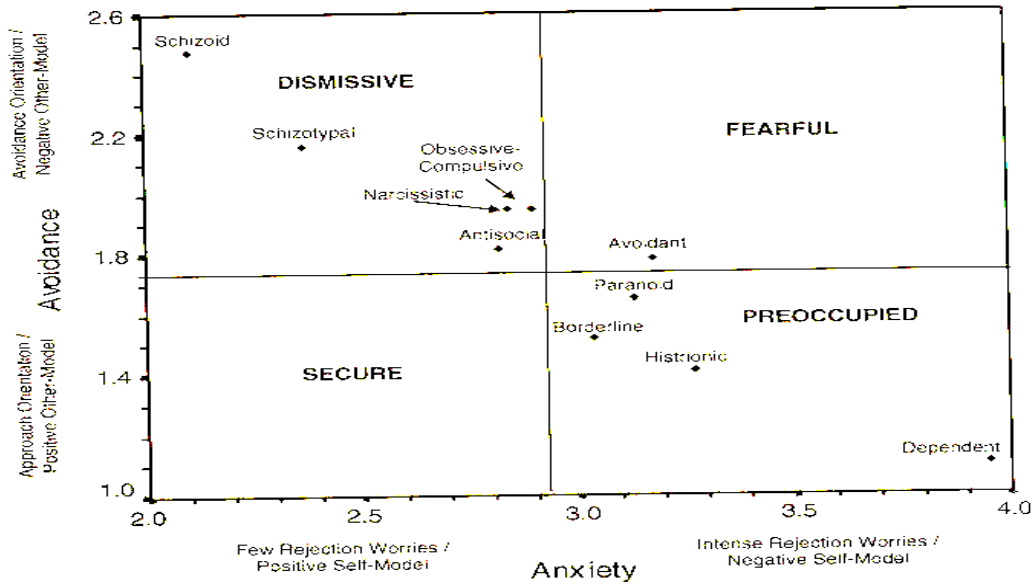 2.6
Schizoid
DISMISSIVE
Avoidance Orientation /
Negative Other-Model
2.2
Schizotypal
FEARFUL
Obsessive-
Compulsive
Narcissistic
Avoidance
Antisocial
Avoidant
1.8
Paranoid
PREOCCUPIED
Borderline
Histrionic
Approach Orientation /
Positive Other-Model
1.4
SECURE
Dependent
1.0
2.0
2.5
3.0
3.5
4.0
Few Rejection Worries /
Positive Self-Model
Anxiety
Intense Rejection Worries /
Negative Self-Model